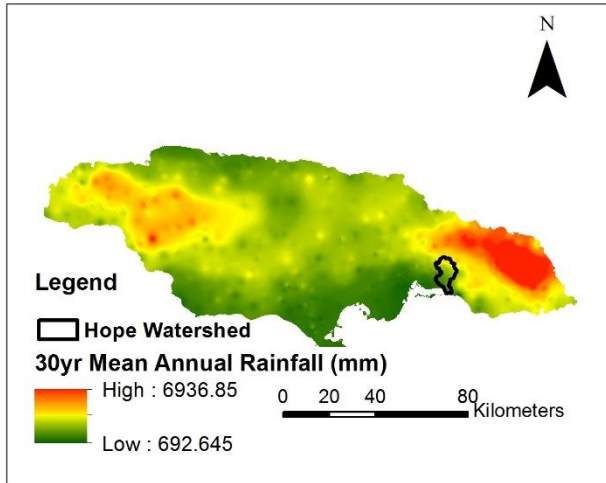 N
Legend
Hope Watershed
30yr Mean Annual Rainfall (mm)
High : 6936.85
Low : 692.645
0 20 40 80
Kilometers